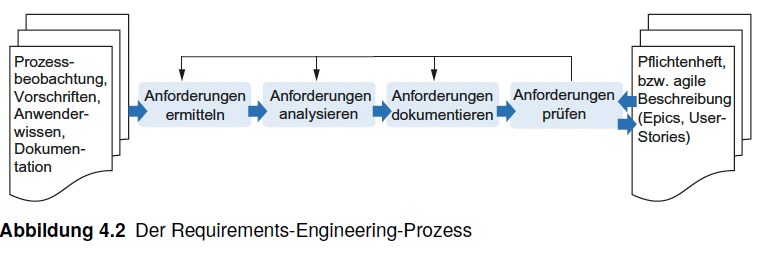 Prozess-
beobachtung,
Vorschriften,
Anwender-
wissen,
Dokumen-
tation
Anforderungen
ermitteln
Anforderungen
analysieren
Anforderungen
dokumentieren
Anforderungen
prüfen
Pflichtenheft,
bzw. agile
Beschreibung
(Epics, User-
Stories)
Abbildung 4.2 Der Requirements-Engineering-Prozess